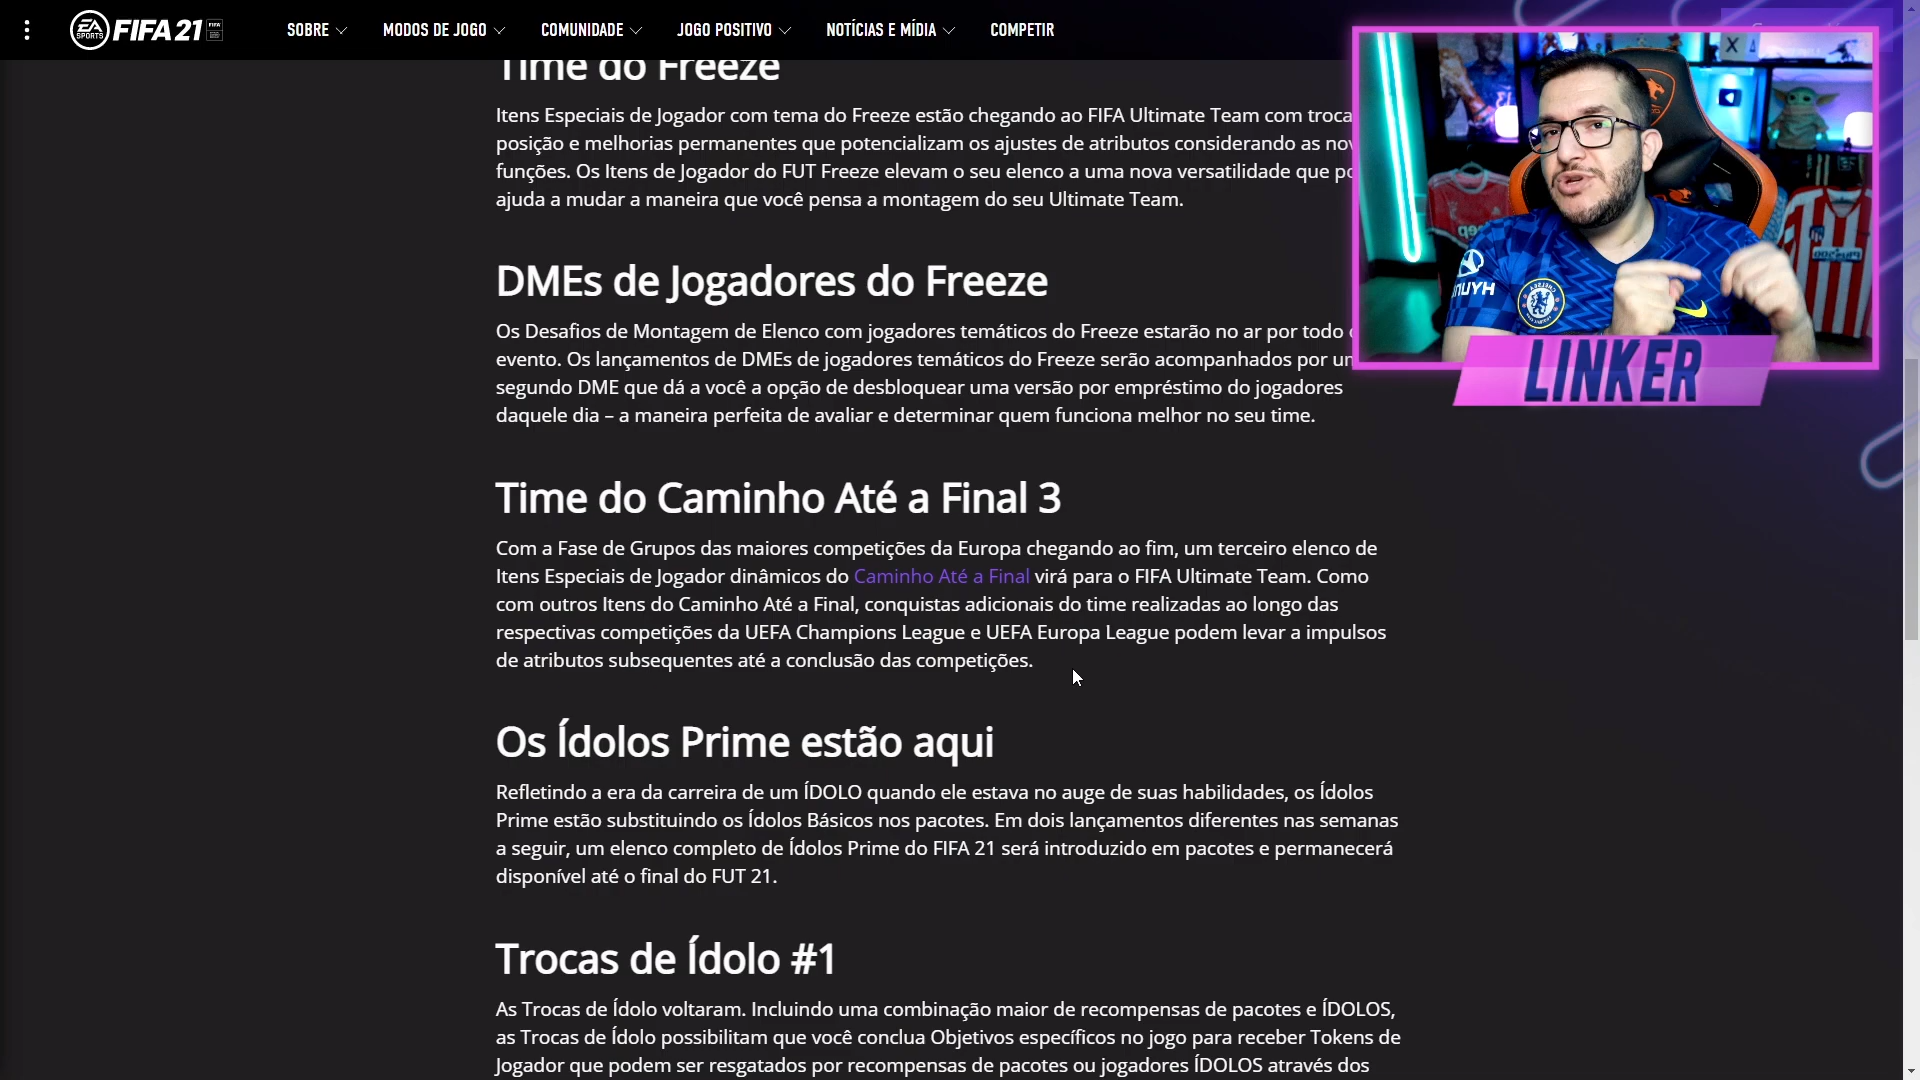 EA SPORTS FIFA 21
SOBRE MODOS DE JOGO COMUNIDADE JOGO POSITIVO NOTÍCIAS E MÍDIA COMPETIR
Time do Freeze
Itens Especiais de Jogador com tema do Freeze estão chegando ao FIFA Ultimate Team com troca
posição e melhorias permanentes que potencializam os ajustes de atributos considerando as
funções. Os Itens de Jogador do FUT Freeze elevam o seu elenco a uma nova versatilidade que
ajuda a mudar a maneira que você pensa a montagem do seu Ultimate Team.
DMEs de Jogadores do Freeze
Os Desafios de Montagem de Elenco com jogadores temáticos do Freeze estarão no ar por todo
evento. Os lançamentos de DMEs de jogadores temáticos do Freeze serão acompanhados por
segundo DME que dá a você a opção de desbloquear uma versão por empréstimo do jogadores
daquele dia – a maneira perfeita de avaliar e determinar quem funciona melhor no seu time.
LINKER
Time do Caminho Até a Final 3
Com a Fase de Grupos das maiores competições da Europa chegando ao fim, um terceiro elenco de
Itens Especiais de Jogador dinâmicos do Caminho Até a Final virá para o FIFA Ultimate Team. Como
com outros Itens do Caminho Até a Final, conquistas adicionais do time realizadas ao longo das
respectivas competições da UEFA Champions League e UEFA Europa League podem levar a impulsos
de atributos subsequentes até a conclusão das competições.
Os Ídolos Prime estão aqui
Refletindo a era da carreira de um ÍDOLO quando ele estava no auge de suas habilidades, os Ídolos
Prime estão substituindo os Ídolos Básicos nos pacotes. Em dois lançamentos diferentes nas semanas
a seguir, um elenco completo de Ídolos Prime do FIFA 21 será introduzido em pacotes e permanecerá
disponível até o final do FUT 21.
Trocas de Ídolo #1
As Trocas de Ídolo voltaram. Incluindo uma combinação maior de recompensas de pacotes e ÍDOLOS,
as Trocas de Ídolo possibilitam que você conclua Objetivos específicos no jogo para receber Tokens de
Jogador que podem ser resgatados por recompensas de pacotes ou jogadores ÍDOLOS através dos